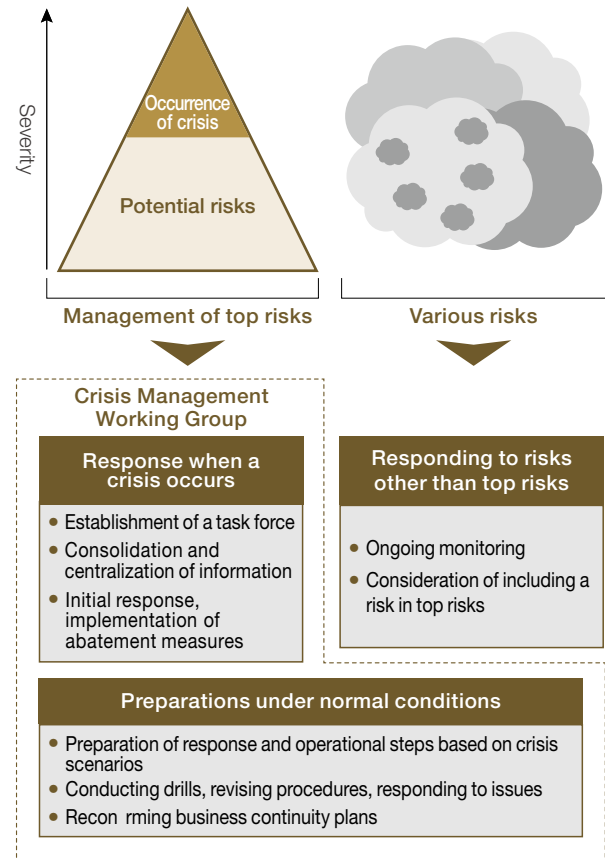 Severity
Occurrence
of crisis
Potential risks
Management of top risks
Various risks
Crisis Management
Working Group
Response when a
crisis occurs
• Establishment of a task force
• Consolidation and
centralization of information
• Initial response,
implementation of
abatement measures
Responding to risks
other than top risks
• Ongoing monitoring
• Consideration of including a
risk in top risks
Preparations under normal conditions
• Preparation of response and operational steps based on crisis
scenarios
• Conducting drills, revising procedures, responding to issues
• Recon rming business continuity plans